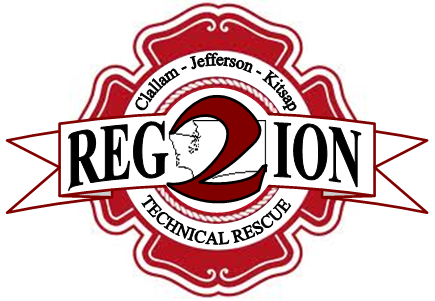 Clallam - Jefferson - Kitsap
REG2ION
TECHNICAL RESCUE